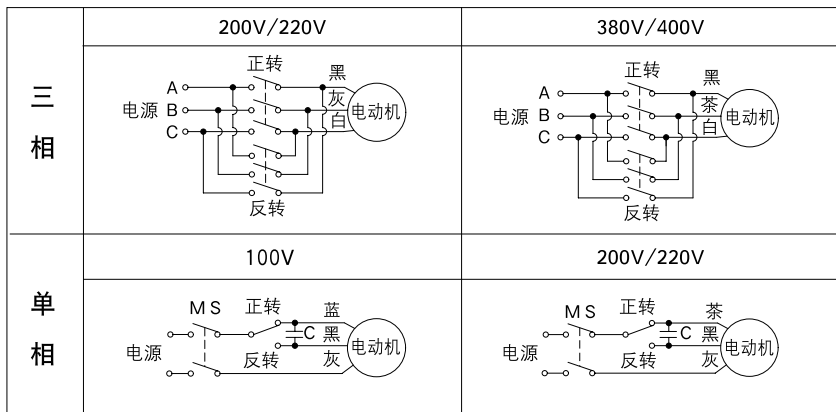 三相
200V/220V
正转
A
电源 B
C
黑
灰
白
电动机
反转
380V/400V
正转
A
电源 B
C
黑
茶
白
电动机
反转
单相
100V
MS 正转 蓝
C 黑
电源 反转 灰
电动机
200V/220V
MS 正转 茶
C 黑
电源 反转 灰
电动机